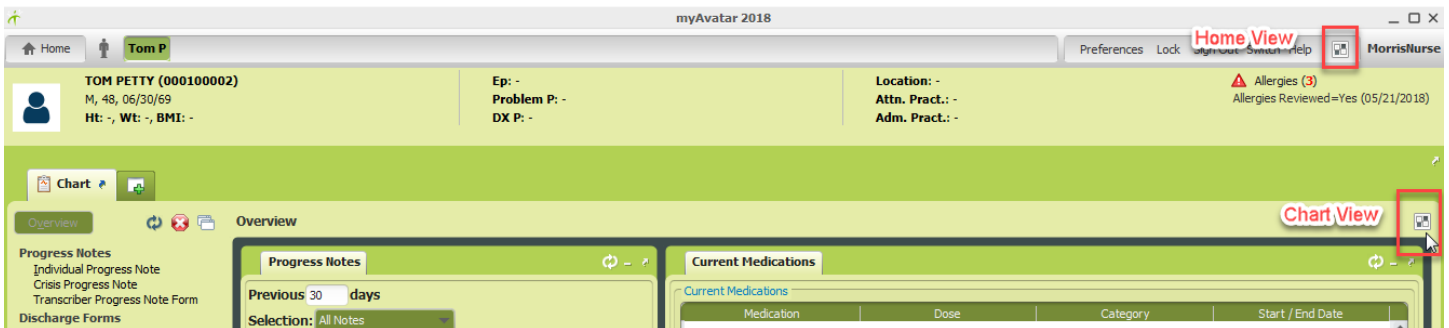 myAvatar 2018
Home Tom P Preferences Lock Sign Out Switch Help MorrisNurse
Home View
TOM PETTY (000100002) Ep: - Location: - Allergies (3)
M, 48, 06/30/69 Problem P: - Attn. Pract.: - Allergies Reviewed=Yes (05/21/2018)
Ht: -, Wt: -, BMI: - DX P: - Adm. Pract.: -
Chart
Chart View
Overview Overview
Progress Notes
Individual Progress Note
Crisis Progress Note
Transcriber Progress Note Form
Discharge Forms
Progress Notes
Previous 30 days
Selection: All Notes
Current Medications
Current Medications
Medication Dose Category Start / End Date